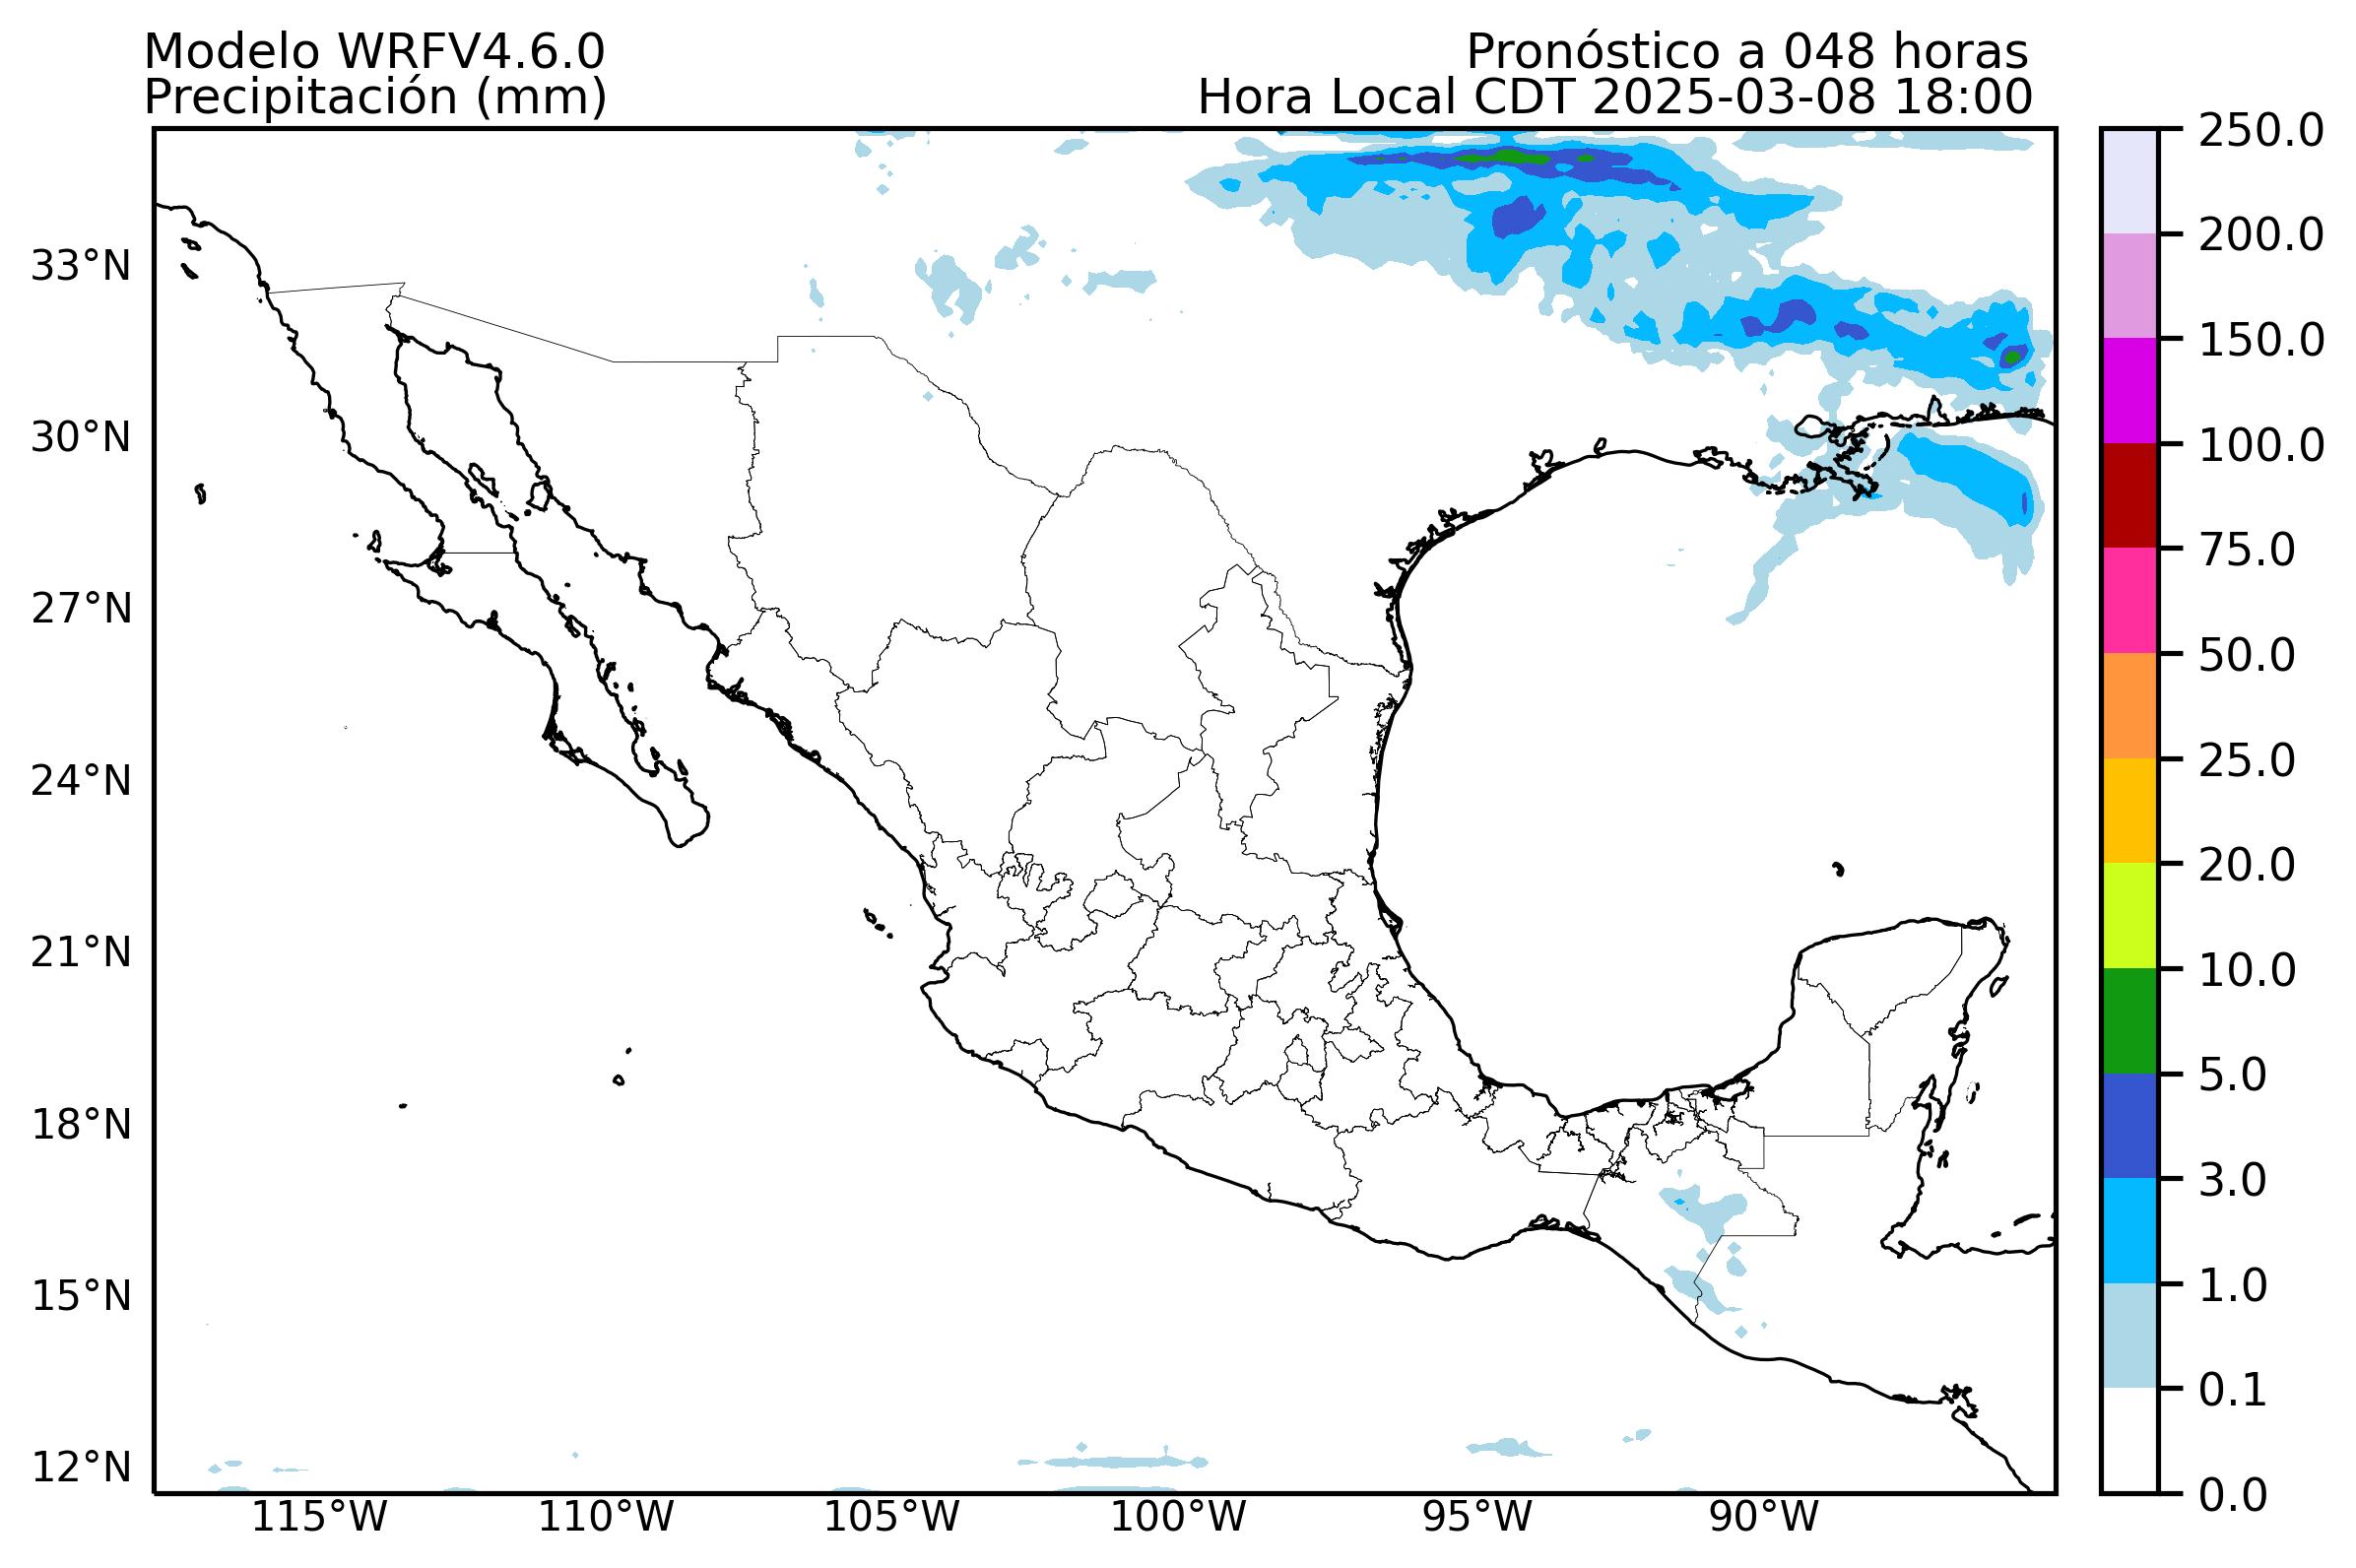 Modelo WRFV4.6.0
Precipitación (mm)
Pronóstico a 048 horas
Hora Local CDT 2025-03-08 18:00
33°N
30°N
27°N
24°N
21°N
18°N
15°N
12°N
115°W
110°W
105°W
100°W
95°W
90°W
250.0
200.0
150.0
100.0
75.0
50.0
25.0
20.0
10.0
5.0
3.0
1.0
0.1
0.0